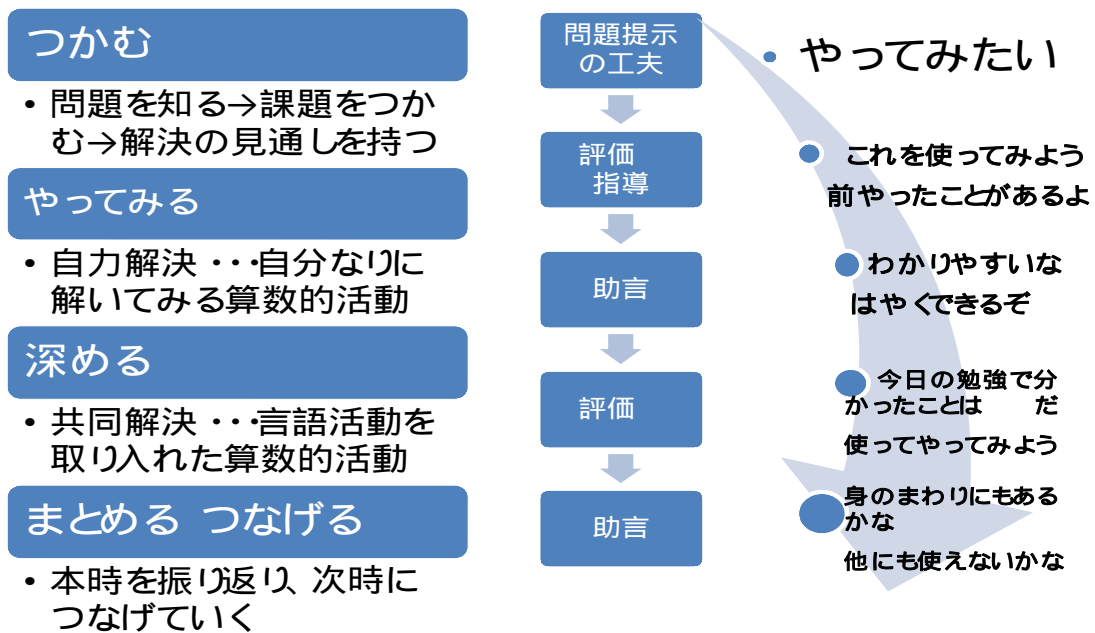 つかむ
・問題を知る→課題をつか
む→解決の見通しを持つ
やってみる
・自力解決・・・自分なりに
解いてみる算数的活動
深める
・共同解決・・・言語活動を
取り入れた算数的活動
まとめる つなげる
・本時を振り返り、次時に
つなげていく
問題提示
の工夫
評価
指導
助言
評価
助言
・やってみたい
これを使ってみよう
前やったことがあるよ
わかりやすいな
はやくできるぞ
今日の勉強で分
かったことは　　だ
使ってやってみよう
身のまわりにもある
かな
他にも使えないかな